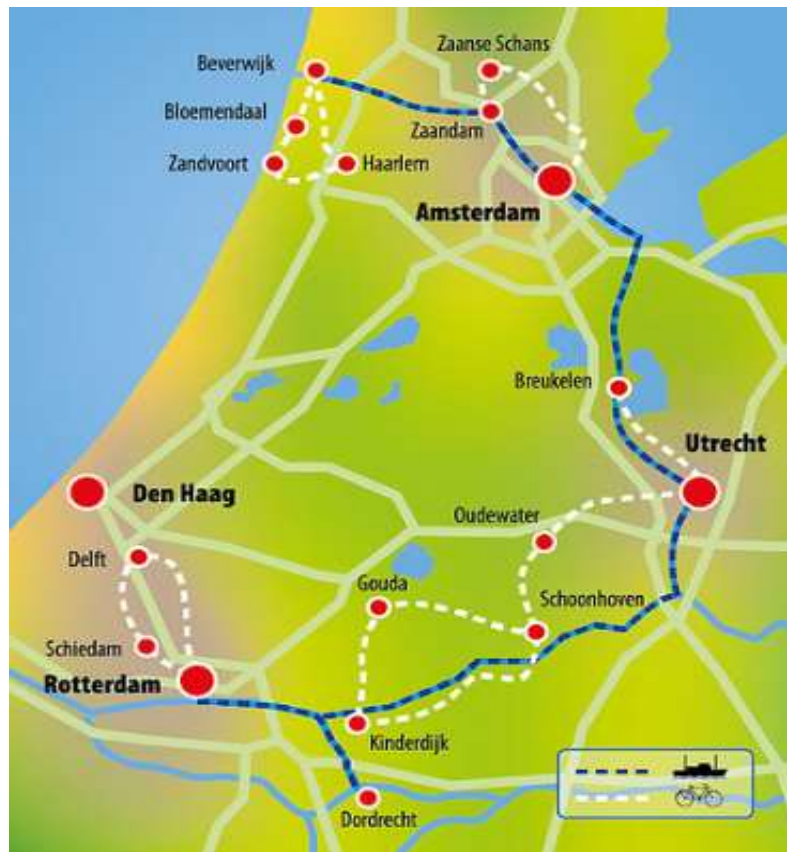 Zaanse Schans
Beverwijk
Bloemendaal
Zaandam
Zandvoort
Haarlem
Amsterdam
Breukelen
Utrecht
Den Haag
Oudewater
Delft
Gouda
Schoonhoven
Schiedam
Rotterdam
Kinderdijk
Dordrecht